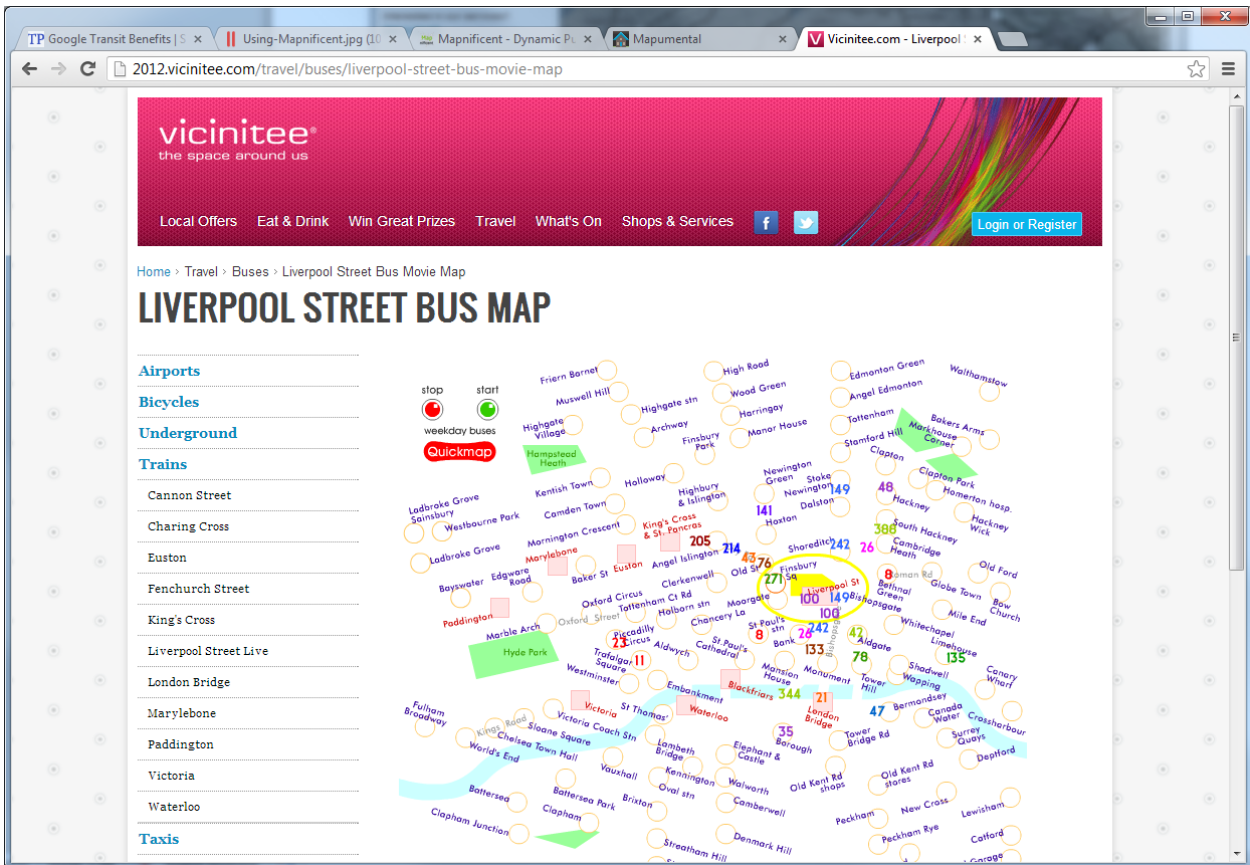 TP Google Transit Benefits | S
Using-Mapnificent.jpg (10
Mapnificent - Dynamic Pu
Mapumental
Vicinitee.com - Liverpool
2012.vicinitee.com/travel/buses/liverpool-street-bus-movie-map
vicinitee®
the space around us
Local Offers Eat & Drink Win Great Prizes Travel What's On Shops & Services
Login or Register
Home › Travel › Buses › Liverpool Street Bus Movie Map
LIVERPOOL STREET BUS MAP
Airports
Bicycles
Underground
Trains
Cannon Street
Charing Cross
Euston
Fenchurch Street
King's Cross
Liverpool Street Live
London Bridge
Marylebone
Paddington
Victoria
Waterloo
Taxis
stop start
weekday buses
Quickmap
Friern Barnet
High Road
Edmonton Green
Walthamstow
Muswell Hill
Wood Green
Angel Edmonton
Highgate stn
Harringay
Tottenham
Bakers Arms
Highgate
Village
Archway
Finsbury
Park
Manor House
Stamford Hill
Markhouse
Corner
Hampstead
Heath
Clapton
Clapton Park
Kentish Town
Holloway
Highbury
& Islington
Newington
Green
Stoke
Newington
149
48
Homerton hosp.
Ladbroke Grove
Sainsbury
Westbourne Park
Camden Town
King's Cross
& St. Pancras
141
Dalston
Hackney
Hackney
Wick
Mornington Crescent
205
214
Hoxton
388
South Hackney
Ladbroke Grove
Marylebone
Euston
Angel Islington
43
76
Shoreditch
242
26
Cambridge
Heath
Old Ford
Bayswater
Edgware
Road
Baker St
Clerkenwell
Old St
271
Finsbury
Sq
Liverpool St
8
Roman Rd
Bethnal
Green
Globe Town
Bow
Church
Paddington
Oxford Circus
Tottenham Ct Rd
Holborn stn
Moorgate
100
149
Bishopsgate
100
Mile End
Marble Arch
Oxford Street
Piccadilly
Circus
23
Chancery La
St Paul's
stn
8
26
242
Bishopsgate
42
Whitechapel
Hyde Park
Trafalgar
Square
11
Aldwych
St.Paul's
Cathedral
Bank
133
Aldgate
78
Limehouse
135
Westminster
Mansion
House
Monument
Tower
Hill
Shadwell
Wapping
Canary
Wharf
Embankment
Blackfriars
344
21
Fulham
Broadway
Victoria
St Thomas'
Waterloo
London
Bridge
47
Bermondsey
Canada
Water
Crossharbour
Kings Road
Sloane Square
Victoria Coach Stn
35
Borough
Tower
Bridge Rd
Surrey
Quays
World's End
Chelsea Town Hall
Lambeth
Bridge
Elephant &
Castle
Deptford
Vauxhall
Kennington
Walworth
Old Kent Rd
shops
Old Kent Rd
stores
Battersea
Battersea Park
Brixton
Oval stn
Camberwell
New Cross
Lewisham
Clapham Junction
Clapham
Peckham
Peckham Rye
Catford
Streatham Hill
Denmark Hill
Garage